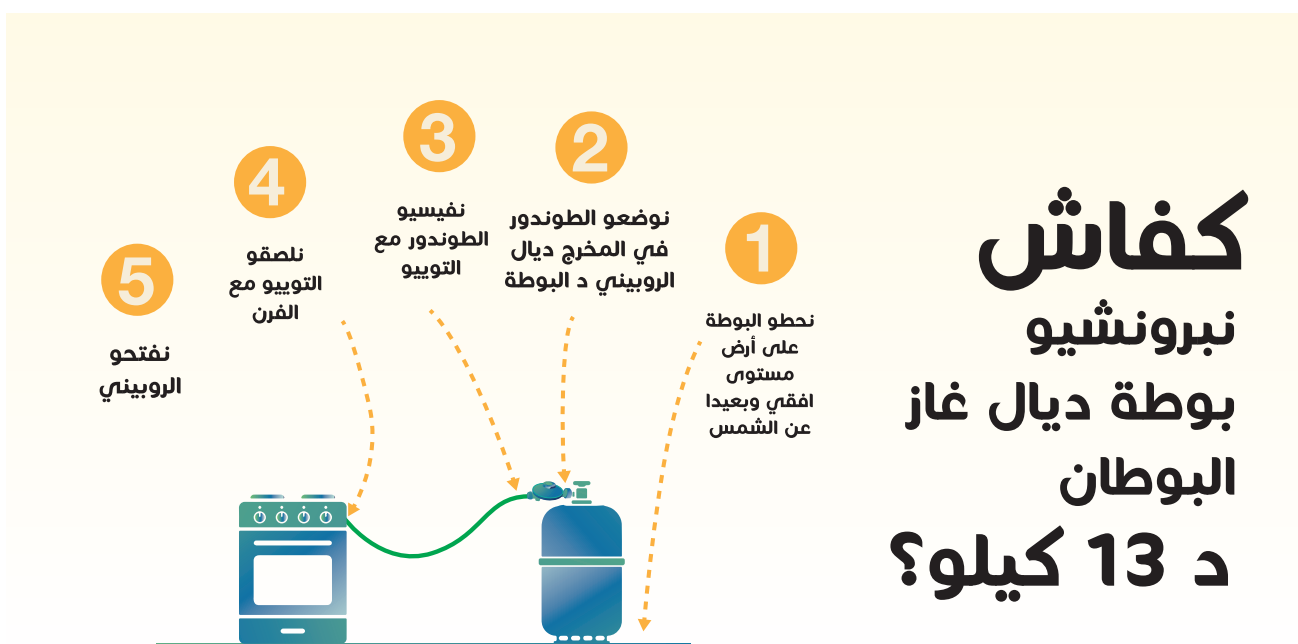 كفاش
نبرونشيو
بوطة ديال غاز
البوطان
د 13 كيلو؟
1
نحطو البوطة
على أرض
مستوى
افقي وبعيدا
عن الشمس
2
نوضعو الطوندور
في المخرج ديال
الروبيني د البوطة
3
نفيسيو
الطوندور مع
التوييو
4
نلصقو
التوييو مع
الفرن
5
نفتحو
الروبيني